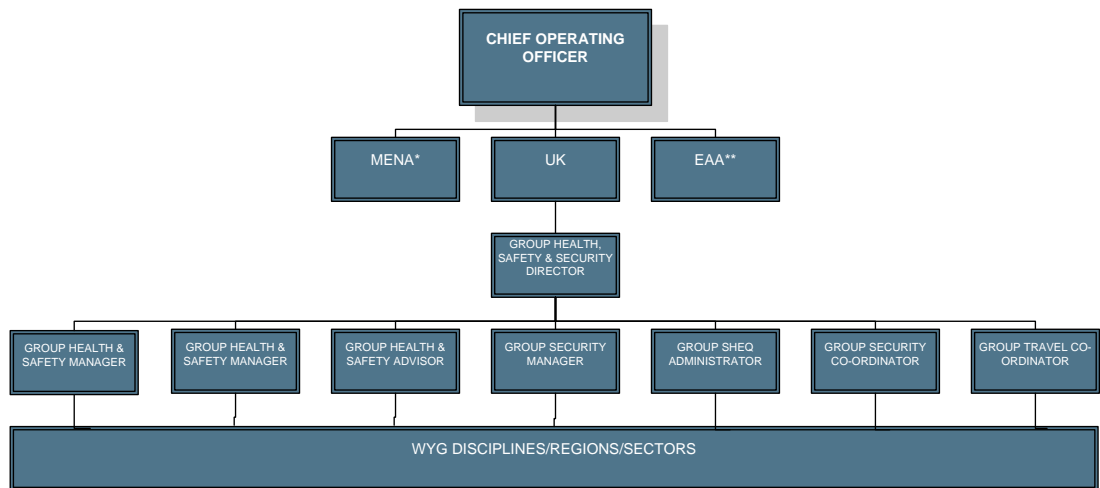 CHIEF OPERATING
OFFICER
MENA*
UK
EAA**
GROUP HEALTH,
SAFETY & SECURITY
DIRECTOR
GROUP HEALTH &
SAFETY MANAGER
GROUP HEALTH &
SAFETY MANAGER
GROUP HEALTH &
SAFETY ADVISOR
GROUP SECURITY
MANAGER
GROUP SHEQ
ADMINISTRATOR
GROUP SECURITY
CO-ORDINATOR
GROUP TRAVEL CO-
ORDINATOR
WYG DISCIPLINES/REGIONS/SECTORS